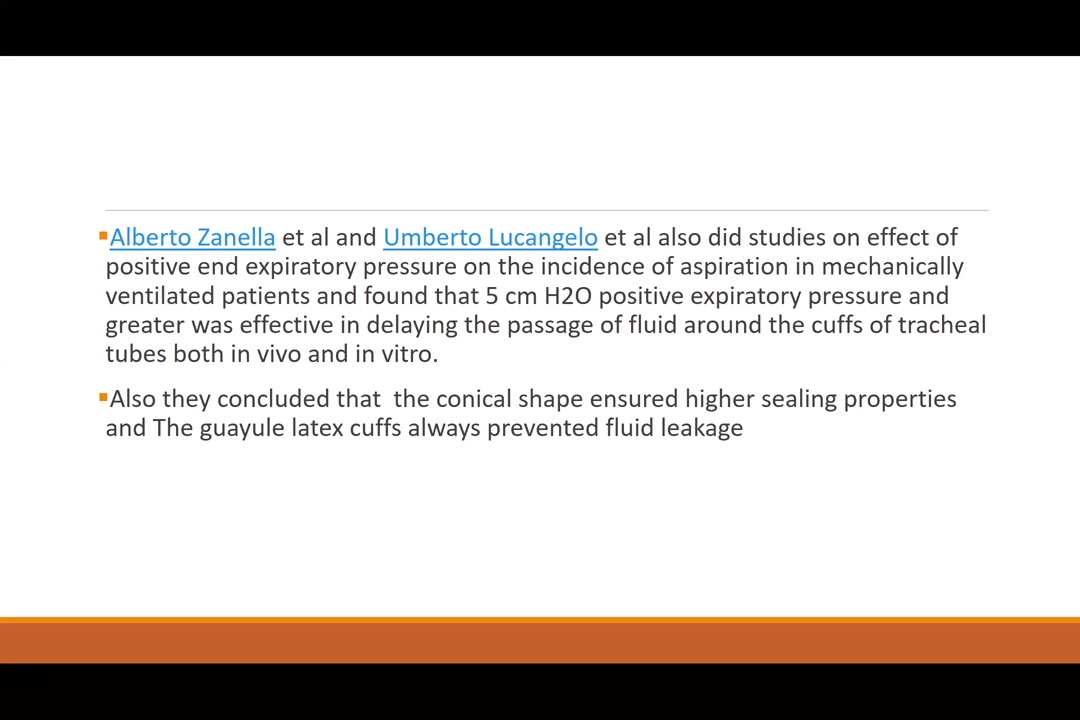 ▪Alberto Zanella et al and Umberto Lucangelo et al also did studies on effect of
positive end expiratory pressure on the incidence of aspiration in mechanically
ventilated patients and found that 5 cm H2O positive expiratory pressure and
greater was effective in delaying the passage of fluid around the cuffs of tracheal
tubes both in vivo and in vitro.
▪Also they concluded that  the conical shape ensured higher sealing properties
and The guayule latex cuffs always prevented fluid leakage